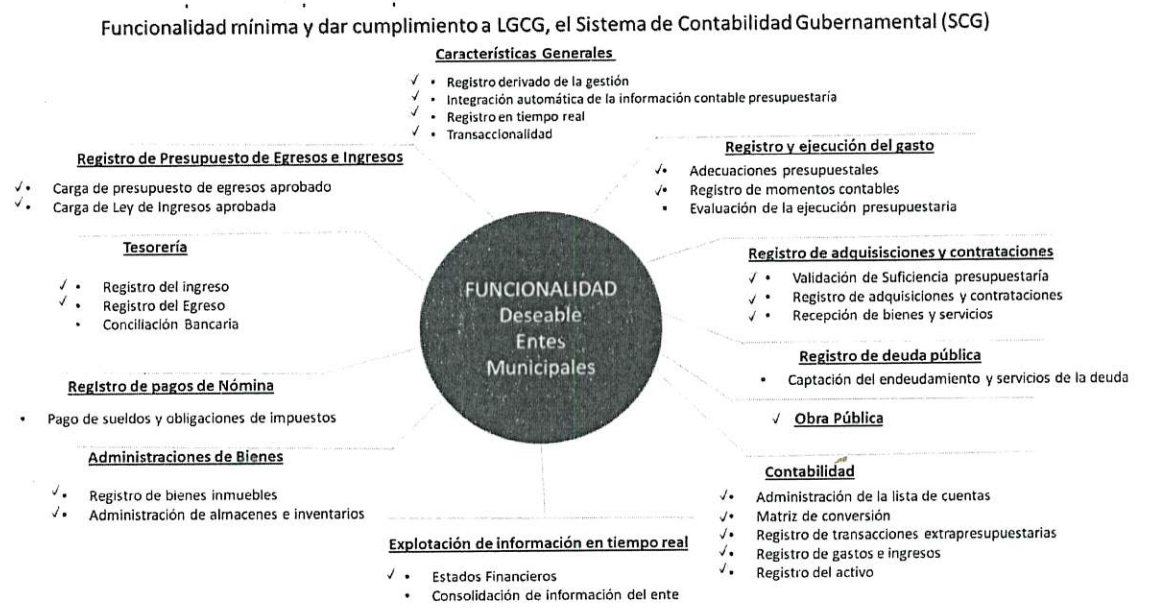 Funcionalidad mínima y dar cumplimiento a LGCG, el Sistema de Contabilidad Gubernamental (SCG)
Características Generales
✓ • Registro derivado de la gestión
✓ • Integración automática de la información contable presupuestaría
✓ • Registro en tiempo real
✓ • Transaccionalidad
Registro de Presupuesto de Egresos e Ingresos
✓ • Carga de presupuesto de egresos aprobado
✓ • Carga de Ley de Ingresos aprobada
Tesorería
✓ • Registro del ingreso
✓ • Registro del Egreso
• Conciliación Bancaria
Registro de pagos de Nómina
• Pago de sueldos y obligaciones de impuestos
Administraciones de Bienes
✓ • Registro de bienes inmuebles
✓ • Administración de almacenes e inventarios
FUNCIONALIDAD
Deseable
Entes
Municipales
Registro y ejecución del gasto
✓ • Adecuaciones presupuestales
✓ • Registro de momentos contables
• Evaluación de la ejecución presupuestaria
Registro de adquisisciones y contrataciones
✓ • Validación de Suficiencia presupuestaría
✓ • Registro de adquisiciones y contrataciones
✓ • Recepción de bienes y servicios
Registro de deuda pública
• Captación del endeudamiento y servicios de la deuda
✓ Obra Pública
Contabilidad
✓ • Administración de la lista de cuentas
✓ • Matriz de conversión
✓ • Registro de transacciones extrapresupuestarias
✓ • Registro de gastos e ingresos
✓ • Registro del activo
Explotación de información en tiempo real
✓ • Estados Financieros
• Consolidación de información del ente